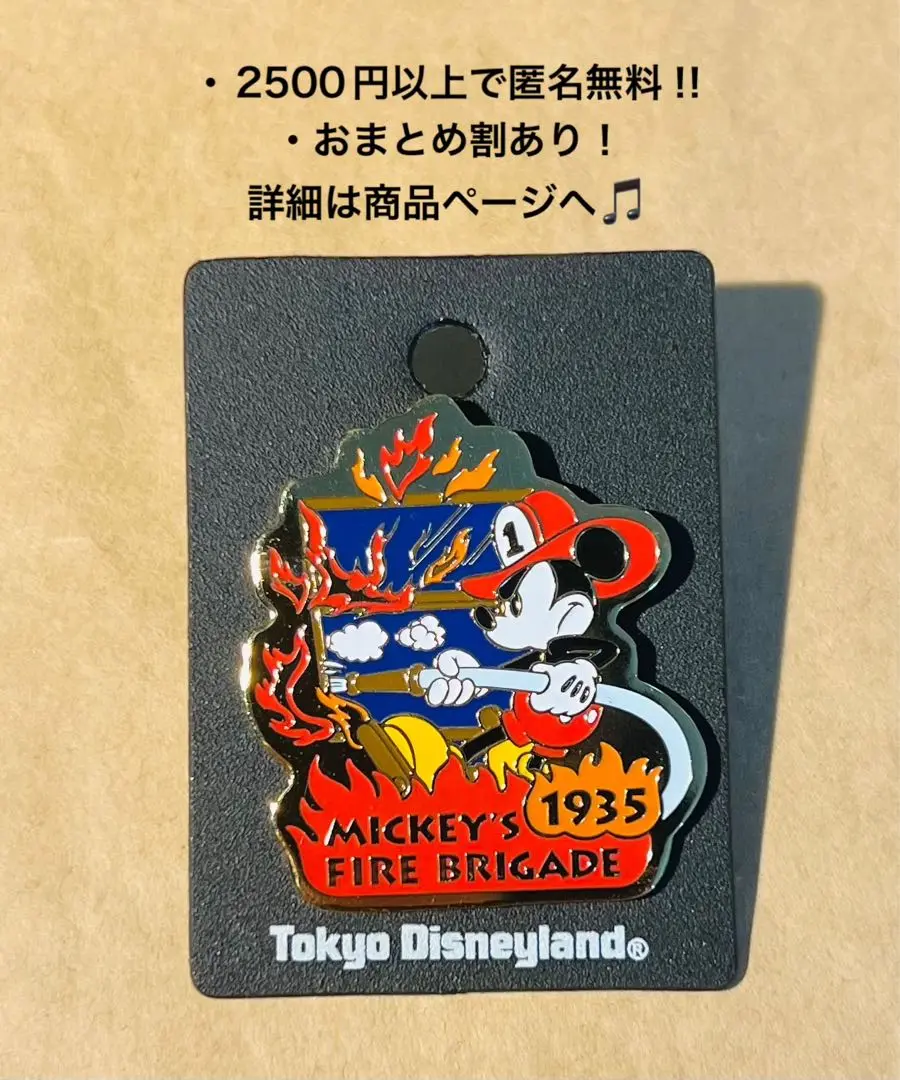 ・2500円以上で匿名無料!!
・おまとめ割あり！
詳細は商品ページへ🎵
1
1935
MICKEY'S
FIRE BRIGADE
Tokyo Disneyland®